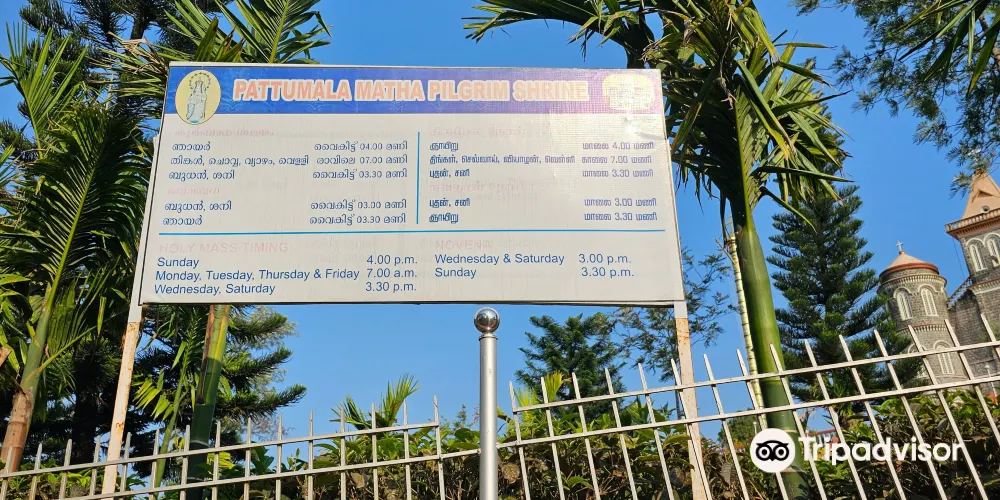 PATTUMALA MATHA PILGRIM SHRINE
ഞായർ വൈകിട്ട് 04.00 മണി
തിങ്കൾ, ചൊവ്വ, വ്യാഴം, വെള്ളി രാവിലെ 07.00 മണി
ബുധൻ, ശനി വൈകിട്ട് 03.30 മണി
ബുധൻ, ശനി വൈകിട്ട് 03.00 മണി
ഞായർ വൈകിട്ട് 03.30 മണി
ஞாயிறு மாலை 4.00 மணி
திங்கள், செவ்வாய், வியாழன், வெள்ளி காலை 7.00 மணி
புதன், சனி மாலை 3.30 மணி
புதன், சனி மாலை 3.00 மணி
ஞாயிறு மாலை 3.30 மணி
HOLY MASS TIMING
Sunday 4.00 p.m.
Monday, Tuesday, Thursday & Friday 7.00 a.m.
Wednesday, Saturday 3.30 p.m.
NOVENA
Wednesday & Saturday 3.00 p.m.
Sunday 3.30 p.m.
Tripadvisor